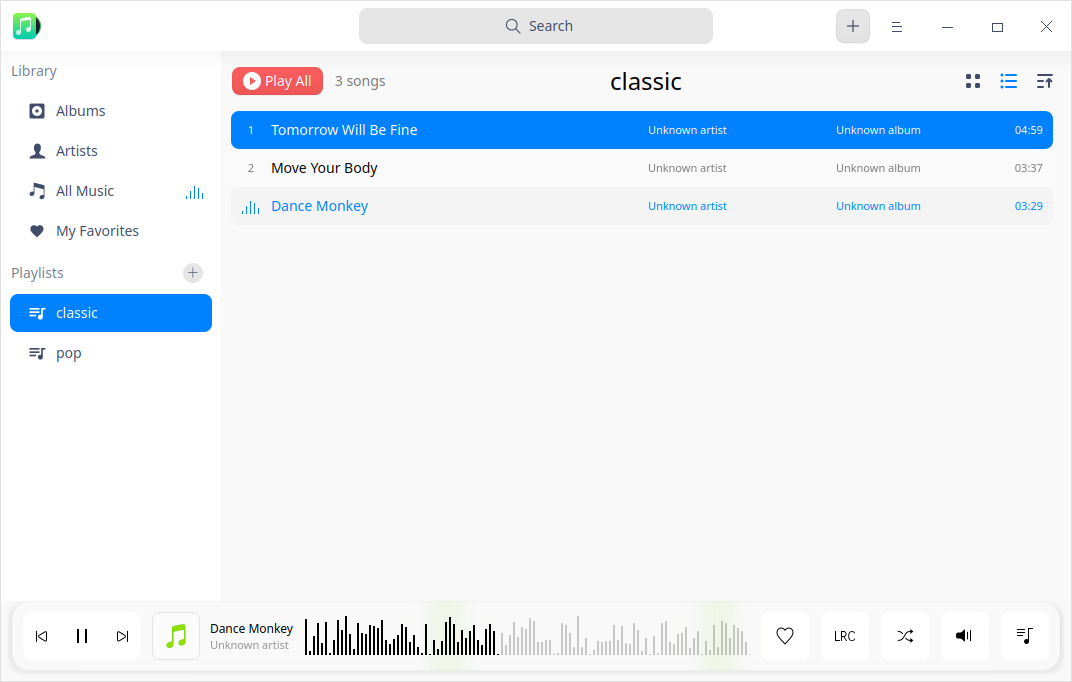 Search
Library
Albums
Artists
All Music
My Favorites
Playlists
classic
pop
Play All
3 songs
classic
1 Tomorrow Will Be Fine Unknown artist Unknown album 04:59
2 Move Your Body Unknown artist Unknown album 03:37
Dance Monkey Unknown artist Unknown album 03:29
Dance Monkey
Unknown artist
LRC